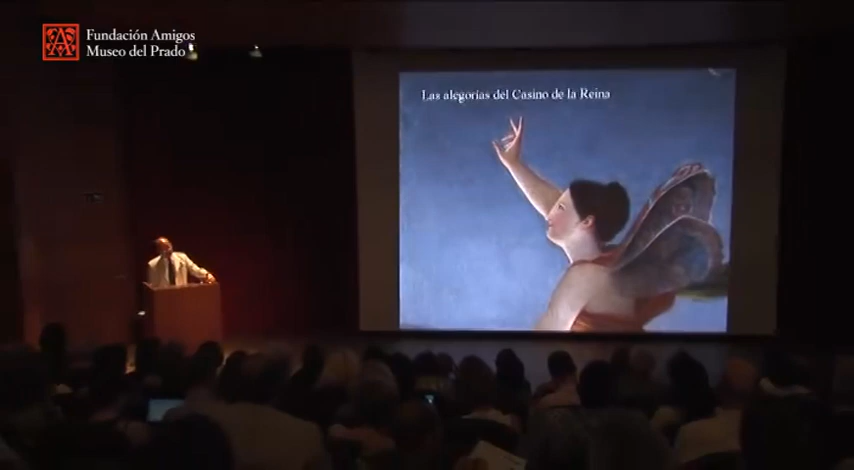 Fundación Amigos
Museo del Prado
Las alegorías del Casino de la Reina